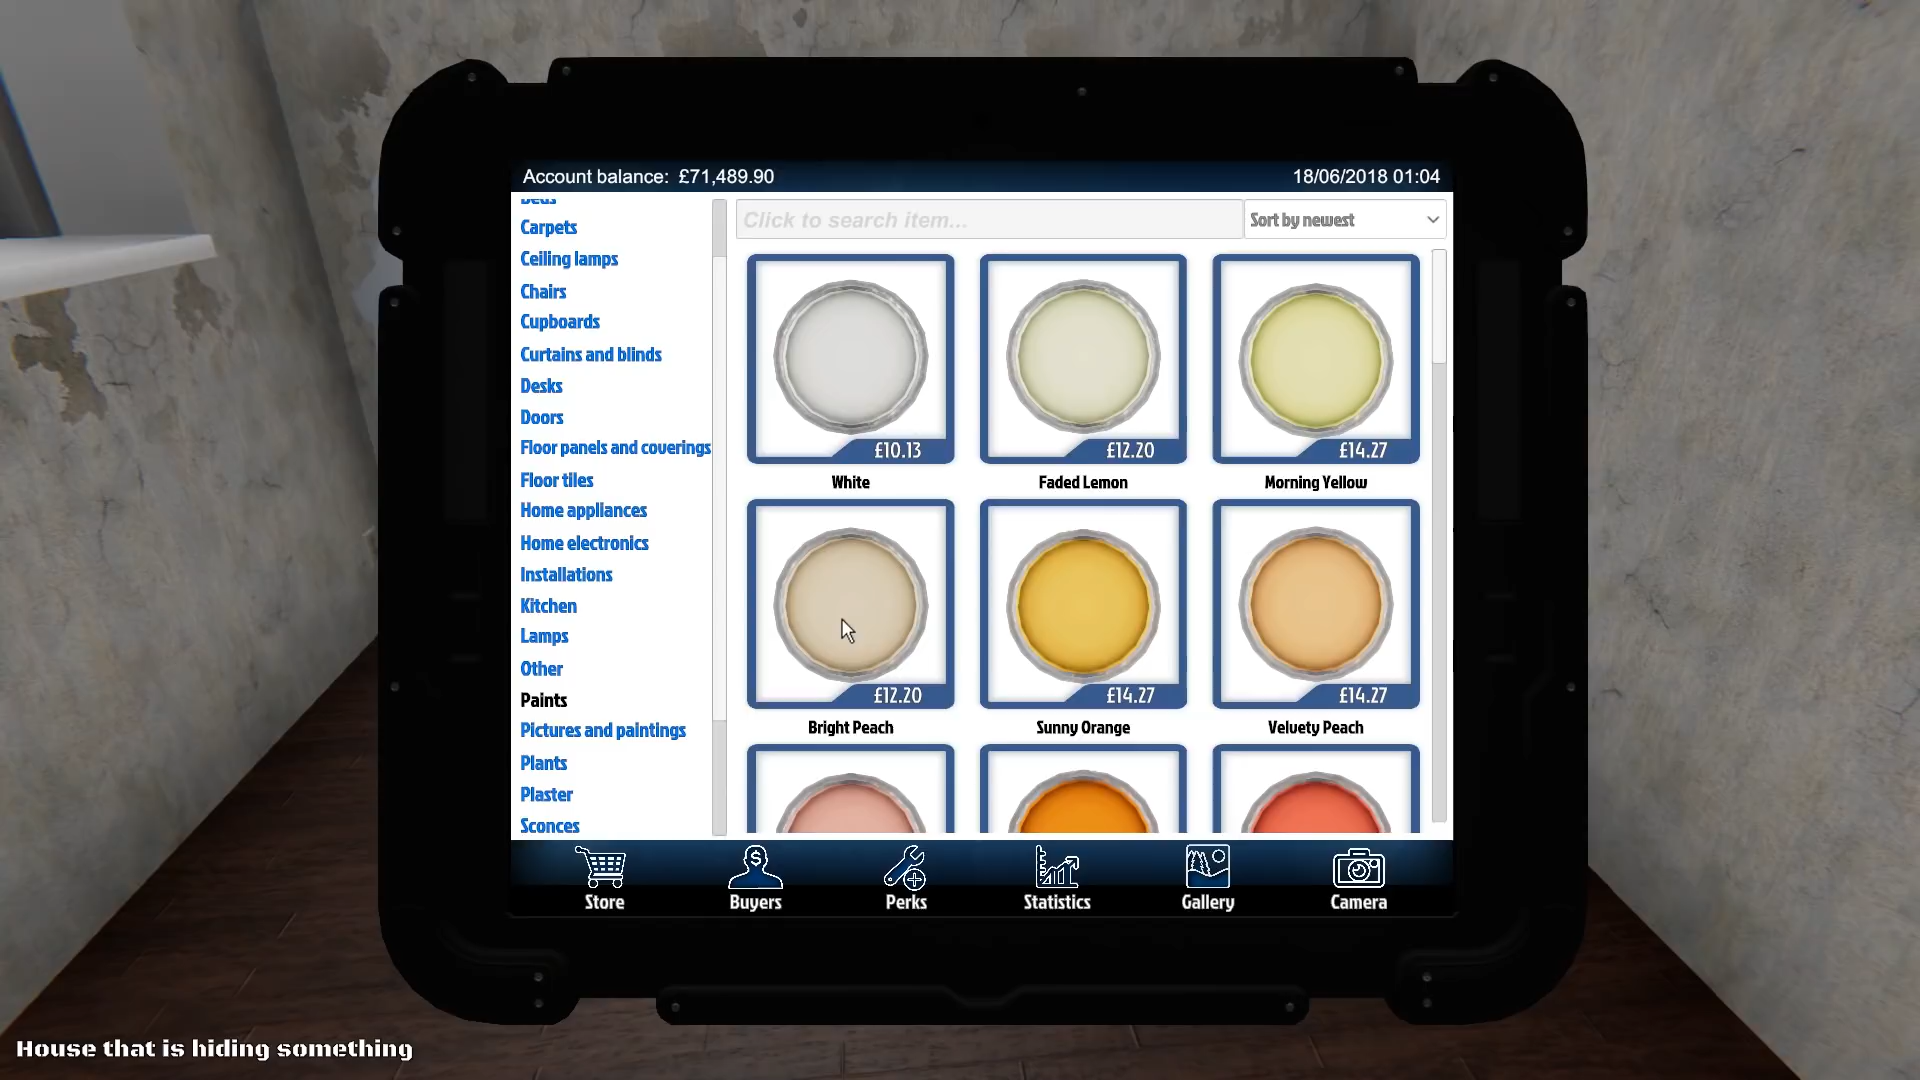 Account balance: £71,489.90
18/06/2018 01:04
Beds
Carpets
Ceiling lamps
Chairs
Cupboards
Curtains and blinds
Desks
Doors
Floor panels and coverings
Floor tiles
Home appliances
Home electronics
Installations
Kitchen
Lamps
Other
Paints
Pictures and paintings
Plants
Plaster
Sconces
Click to search item...
Sort by newest
£10.13
£12.20
£14.27
White
Faded Lemon
Morning Yellow
£12.20
£14.27
£14.27
Bright Peach
Sunny Orange
Velvety Peach
Store
Buyers
Perks
Statistics
Gallery
Camera
House that is hiding something